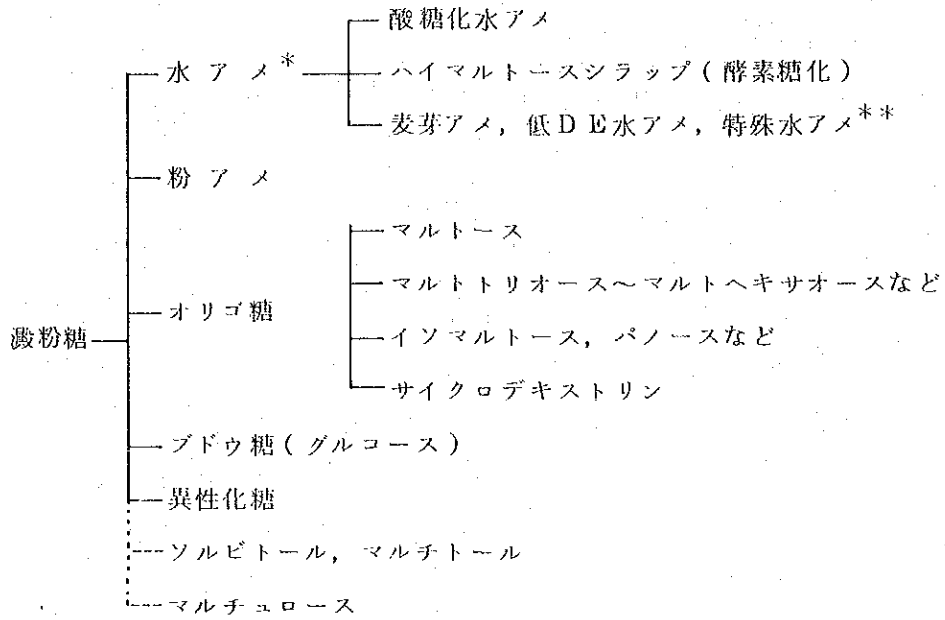 酸糖化水アメ
水アメ*
ハイマルトースシラップ(酵素糖化)
麦芽アメ,低DE水アメ,特殊水アメ**
粉アメ
マルトース
マルトトリオース~マルトヘキサオースなど
オリゴ糖
澱粉糖
イソマルトース,パノースなど
サイクロデキストリン
ブドウ糖(グルコース)
異性化糖
ソルビトール,マルチトール
マルチュロース